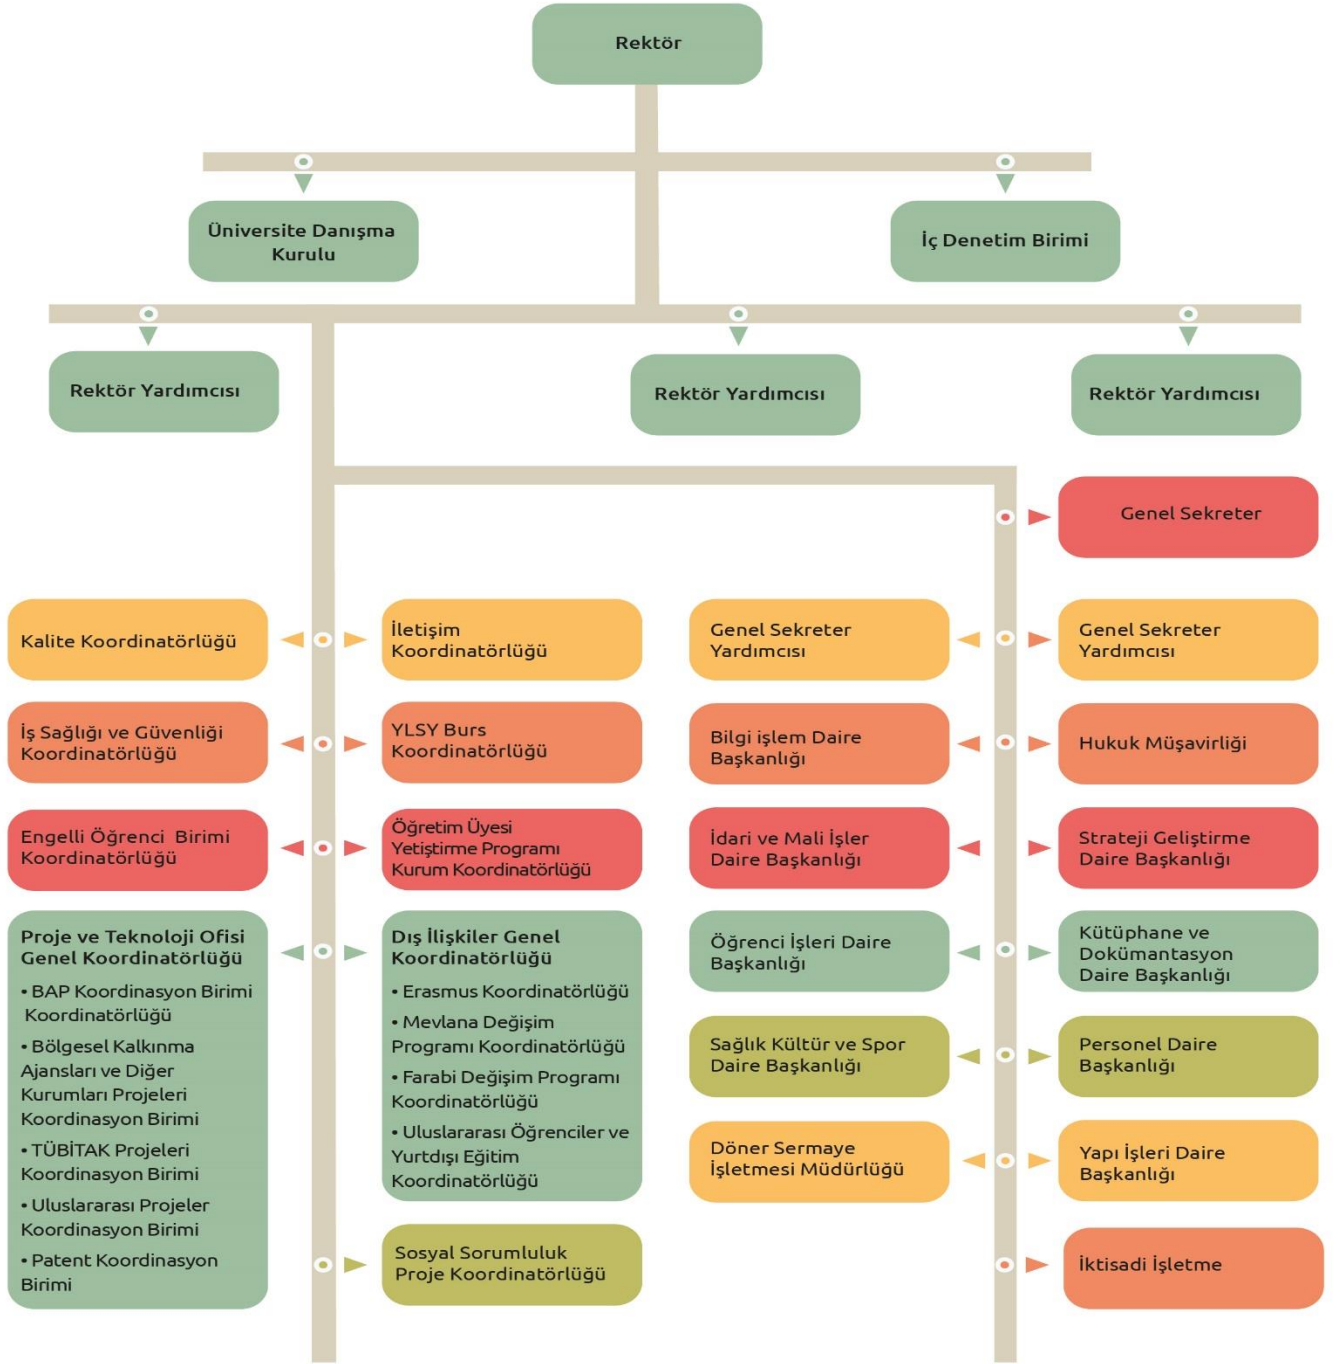 Rektör
Üniversite Danışma
Kurulu
İç Denetim Birimi
Rektör Yardımcısı
Rektör Yardımcısı
Rektör Yardımcısı
Genel Sekreter
Kalite Koordinatörlüğü
İletişim
Koordinatörlüğü
Genel Sekreter
Yardımcısı
Genel Sekreter
Yardımcısı
İş Sağlığı ve Güvenliği
Koordinatörlüğü
YLSY Burs
Koordinatörlüğü
Bilgi işlem Daire
Başkanlığı
Hukuk Müşavirliği
Engelli Öğrenci Birimi
Koordinatörlüğü
Öğretim Üyesi
Yetiştirme Programı
Kurum Koordinatörlüğü
İdari ve Mali İşler
Daire Başkanlığı
Strateji Geliştirme
Daire Başkanlığı
Proje ve Teknoloji Ofisi
Genel Koordinatörlüğü
• BAP Koordinasyon Birimi
Koordinatörlüğü
• Bölgesel Kalkınma
Ajansları ve Diğer
Kurumları Projeleri
Koordinasyon Birimi
• TÜBİTAK Projeleri
Koordinasyon Birimi
• Uluslararası Projeler
Koordinasyon Birimi
• Patent Koordinasyon
Birimi
Dış İlişkiler Genel
Koordinatörlüğü
• Erasmus Koordinatörlüğü
• Mevlana Değişim
Programı Koordinatörlüğü
• Farabi Değişim Programı
Koordinatörlüğü
• Uluslararası Öğrenciler ve
Yurtdışı Eğitim
Koordinatörlüğü
Öğrenci İşleri Daire
Başkanlığı
Kütüphane ve
Dokümantasyon
Daire Başkanlığı
Sağlık Kültür ve Spor
Daire Başkanlığı
Personel Daire
Başkanlığı
Döner Sermaye
İşletmesi Müdürlüğü
Yapı İşleri Daire
Başkanlığı
Sosyal Sorumluluk
Proje Koordinatörlüğü
İktisadi İşletme